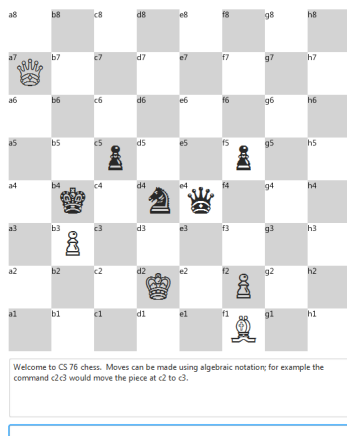 a8 b8 c8 d8 e8 f8 g8 h8
a7 b7 c7 d7 e7 f7 g7 h7
a6 b6 c6 d6 e6 f6 g6 h6
a5 b5 c5 d5 e5 f5 g5 h5
a4 b4 c4 d4 e4 f4 g4 h4
a3 b3 c3 d3 e3 f3 g3 h3
a2 b2 c2 d2 e2 f2 g2 h2
a1 b1 c1 d1 e1 f1 g1 h1
Welcome to CS 76 chess. Moves can be made using algebraic notation; for example the
command c2c3 would move the piece at c2 to c3.